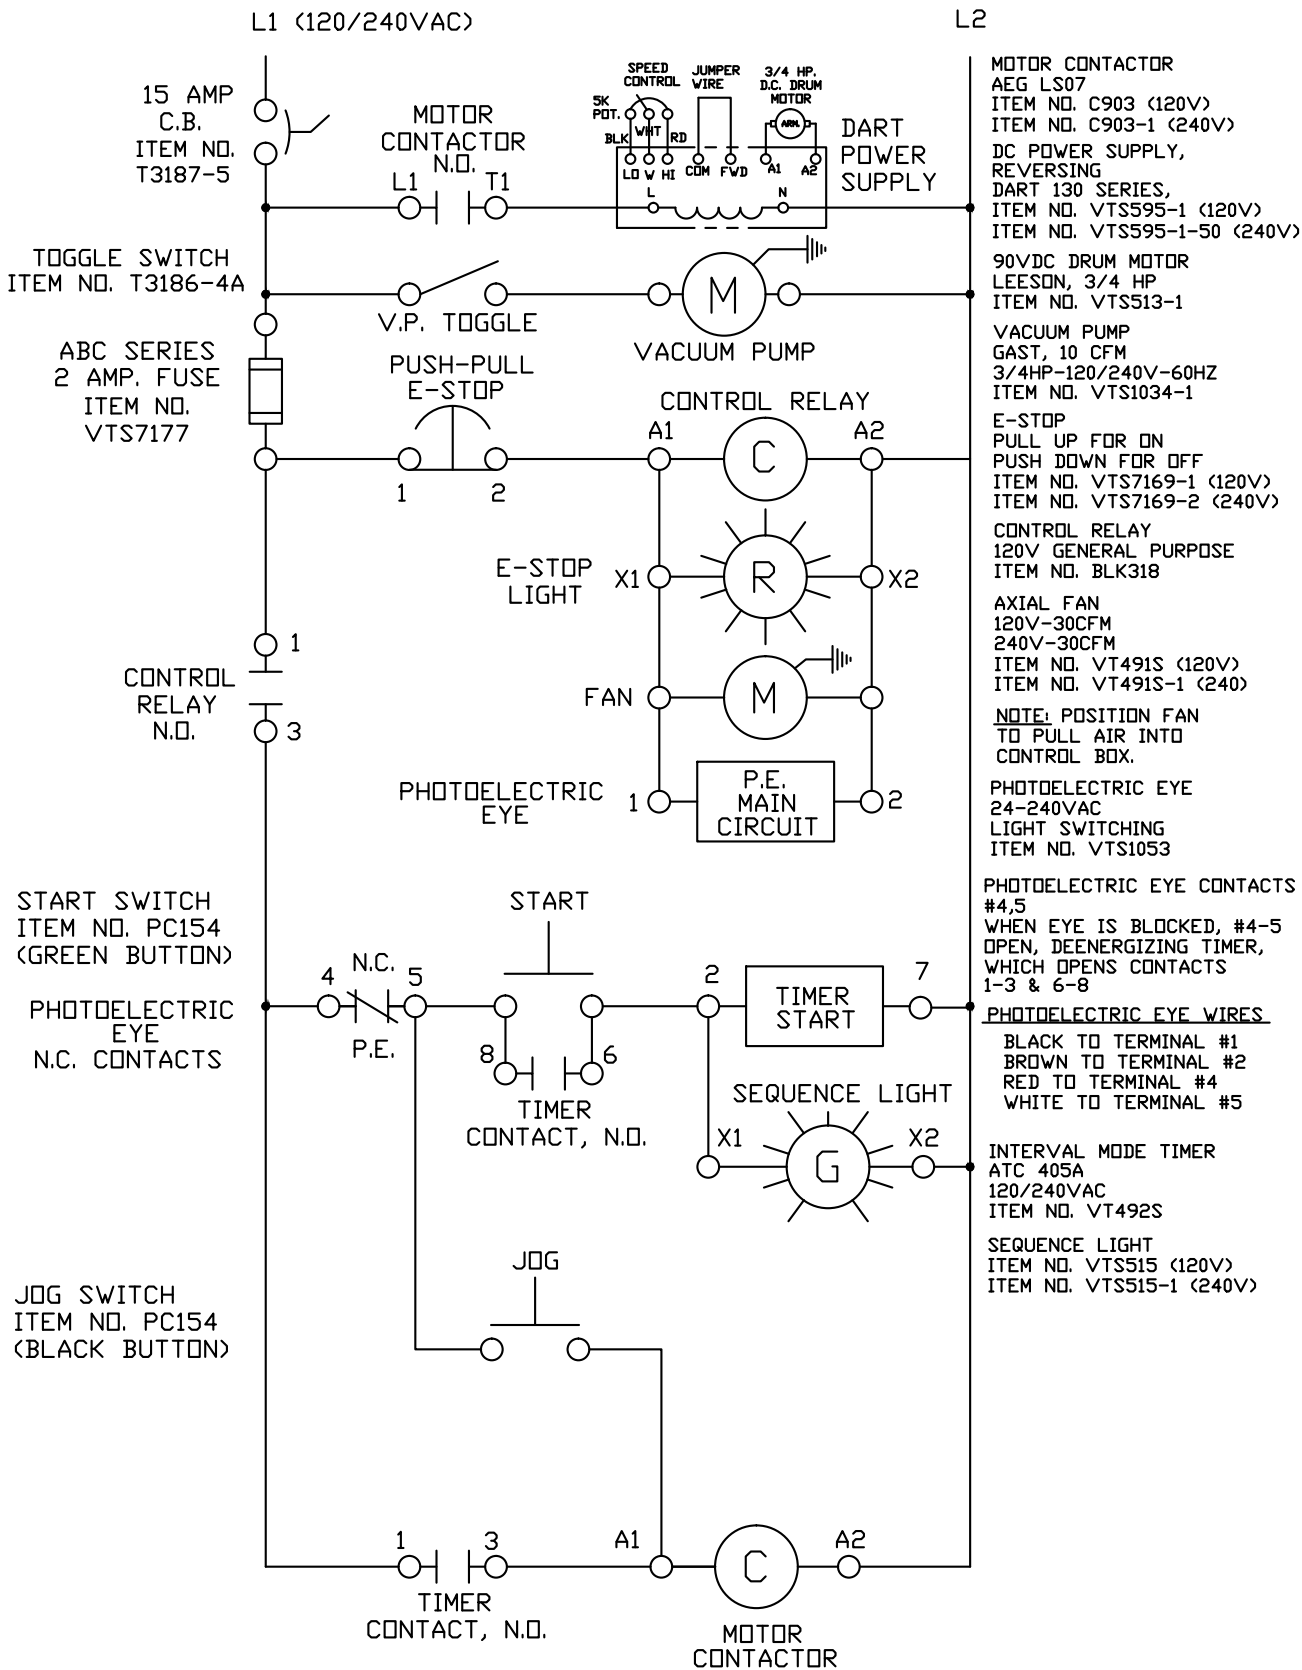 L1 (120/240VAC)
L2
15 AMP
C.B.
ITEM NO.
T3187-5
MOTOR
CONTACTOR
N.O.
L1
T1
SPEED
CONTROL
5K
POT.
BLK
WHT
RD
LO W HI
JUMPER
WIRE
COM FWD
3/4 HP.
D.C. DRUM
MOTOR
ARM.
A1
A2
L
N
DART
POWER
SUPPLY
TOGGLE SWITCH
ITEM NO. T3186-4A
V.P. TOGGLE
M
VACUUM PUMP
ABC SERIES
2 AMP. FUSE
ITEM NO.
VTS7177
PUSH-PULL
E-STOP
1
2
CONTROL RELAY
A1
C
A2
E-STOP
LIGHT
X1
R
X2
CONTROL
RELAY
N.O.
1
3
FAN
M
PHOTOELECTRIC
EYE
1
P.E.
MAIN
CIRCUIT
2
START SWITCH
ITEM NO. PC154
(GREEN BUTTON)
START
PHOTOELECTRIC
EYE
N.C. CONTACTS
4
N.C.
5
P.E.
8
6
TIMER
CONTACT, N.O.
2
TIMER
START
7
SEQUENCE LIGHT
X1
G
X2
JOG SWITCH
ITEM NO. PC154
(BLACK BUTTON)
JOG
1
3
TIMER
CONTACT, N.O.
A1
C
A2
MOTOR
CONTACTOR
MOTOR CONTACTOR
AEG LS07
ITEM NO. C903 (120V)
ITEM NO. C903-1 (240V)
DC POWER SUPPLY,
REVERSING
DART 130 SERIES,
ITEM NO. VTS595-1 (120V)
ITEM NO. VTS595-1-50 (240V)
90VDC DRUM MOTOR
LEESON, 3/4 HP
ITEM NO. VTS513-1
VACUUM PUMP
GAST, 10 CFM
3/4HP-120/240V-60HZ
ITEM NO. VTS1034-1
E-STOP
PULL UP FOR ON
PUSH DOWN FOR OFF
ITEM NO. VTS7169-1 (120V)
ITEM NO. VTS7169-2 (240V)
CONTROL RELAY
120V GENERAL PURPOSE
ITEM NO. BLK318
AXIAL FAN
120V-30CFM
240V-30CFM
ITEM NO. VT491S (120V)
ITEM NO. VT491S-1 (240)
NOTE: POSITION FAN
TO PULL AIR INTO
CONTROL BOX.
PHOTOELECTRIC EYE
24-240VAC
LIGHT SWITCHING
ITEM NO. VTS1053
PHOTOELECTRIC EYE CONTACTS
#4,5
WHEN EYE IS BLOCKED, #4-5
OPEN, DEENERGIZING TIMER,
WHICH OPENS CONTACTS
1-3 & 6-8
PHOTOELECTRIC EYE WIRES
BLACK TO TERMINAL #1
BROWN TO TERMINAL #2
RED TO TERMINAL #4
WHITE TO TERMINAL #5
INTERVAL MODE TIMER
ATC 405A
120/240VAC
ITEM NO. VT492S
SEQUENCE LIGHT
ITEM NO. VTS515 (120V)
ITEM NO. VTS515-1 (240V)